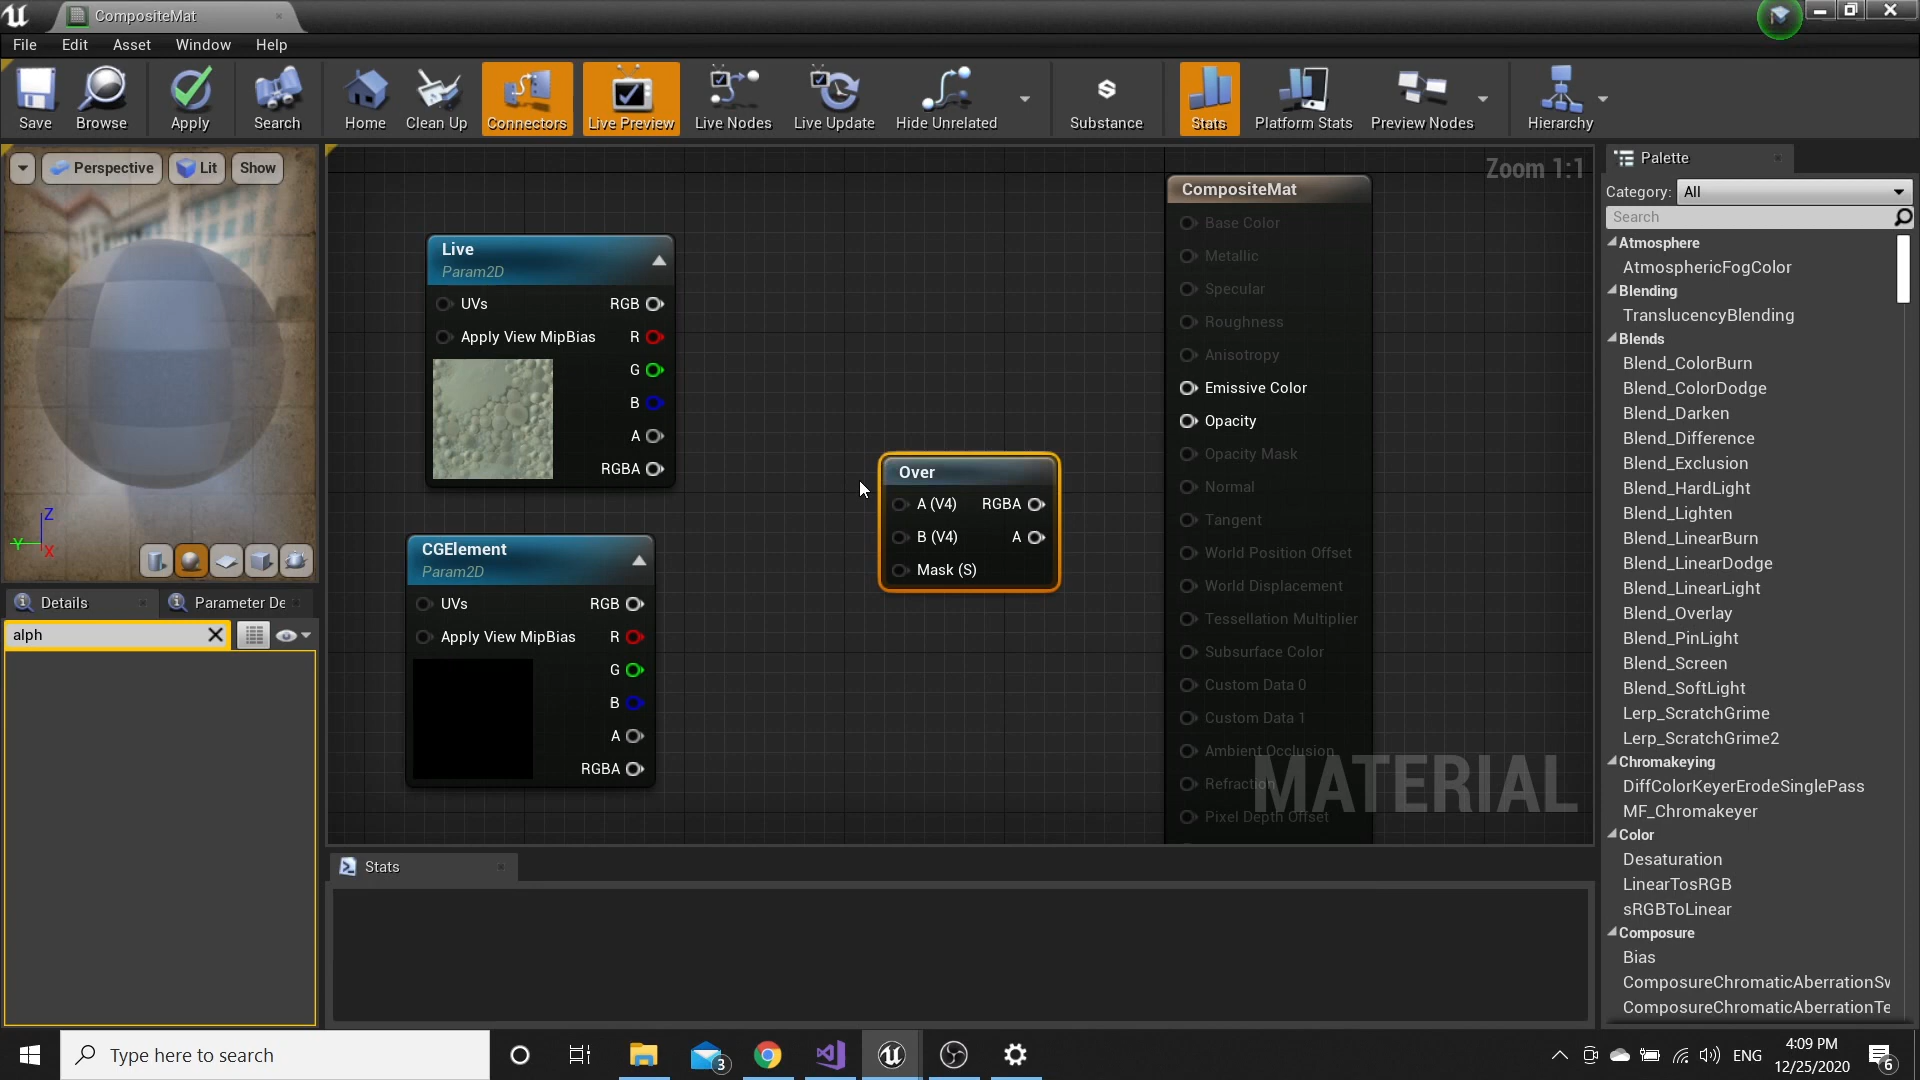 CompositeMat
File Edit Asset Window Help
Save Browse Apply Search Home Clean Up Connectors Live Preview Live Nodes Live Update Hide Unrelated Substance Stats Platform Stats Preview Nodes Hierarchy
Perspective Lit Show
Z
Y
X
Details Parameter De
alph
Zoom 1:1
Live
Param2D
UVs RGB
Apply View MipBias R
G
B
A
RGBA
CGElement
Param2D
UVs RGB
Apply View MipBias R
G
B
A
RGBA
Over
A (V4) RGBA
B (V4) A
Mask (S)
CompositeMat
Base Color
Metallic
Specular
Roughness
Anisotropy
Emissive Color
Opacity
Opacity Mask
Normal
Tangent
World Position Offset
World Displacement
Tessellation Multiplier
Subsurface Color
Custom Data 0
Custom Data 1
Ambient Occlusion
Refraction
Pixel Depth Offset
MATERIAL
Stats
Palette
Category: All
Search
Atmosphere
AtmosphericFogColor
Blending
TranslucencyBlending
Blends
Blend_ColorBurn
Blend_ColorDodge
Blend_Darken
Blend_Difference
Blend_Exclusion
Blend_HardLight
Blend_Lighten
Blend_LinearBurn
Blend_LinearDodge
Blend_LinearLight
Blend_Overlay
Blend_PinLight
Blend_Screen
Blend_SoftLight
Lerp_ScratchGrime
Lerp_ScratchGrime2
Chromakeying
DiffColorKeyerErodeSinglePass
MF_Chromakeyer
Color
Desaturation
LinearTosRGB
sRGBToLinear
Composure
Bias
ComposureChromaticAberrationSw
ComposureChromaticAberrationTe
Type here to search
3
ENG
4:09 PM
12/25/2020
6